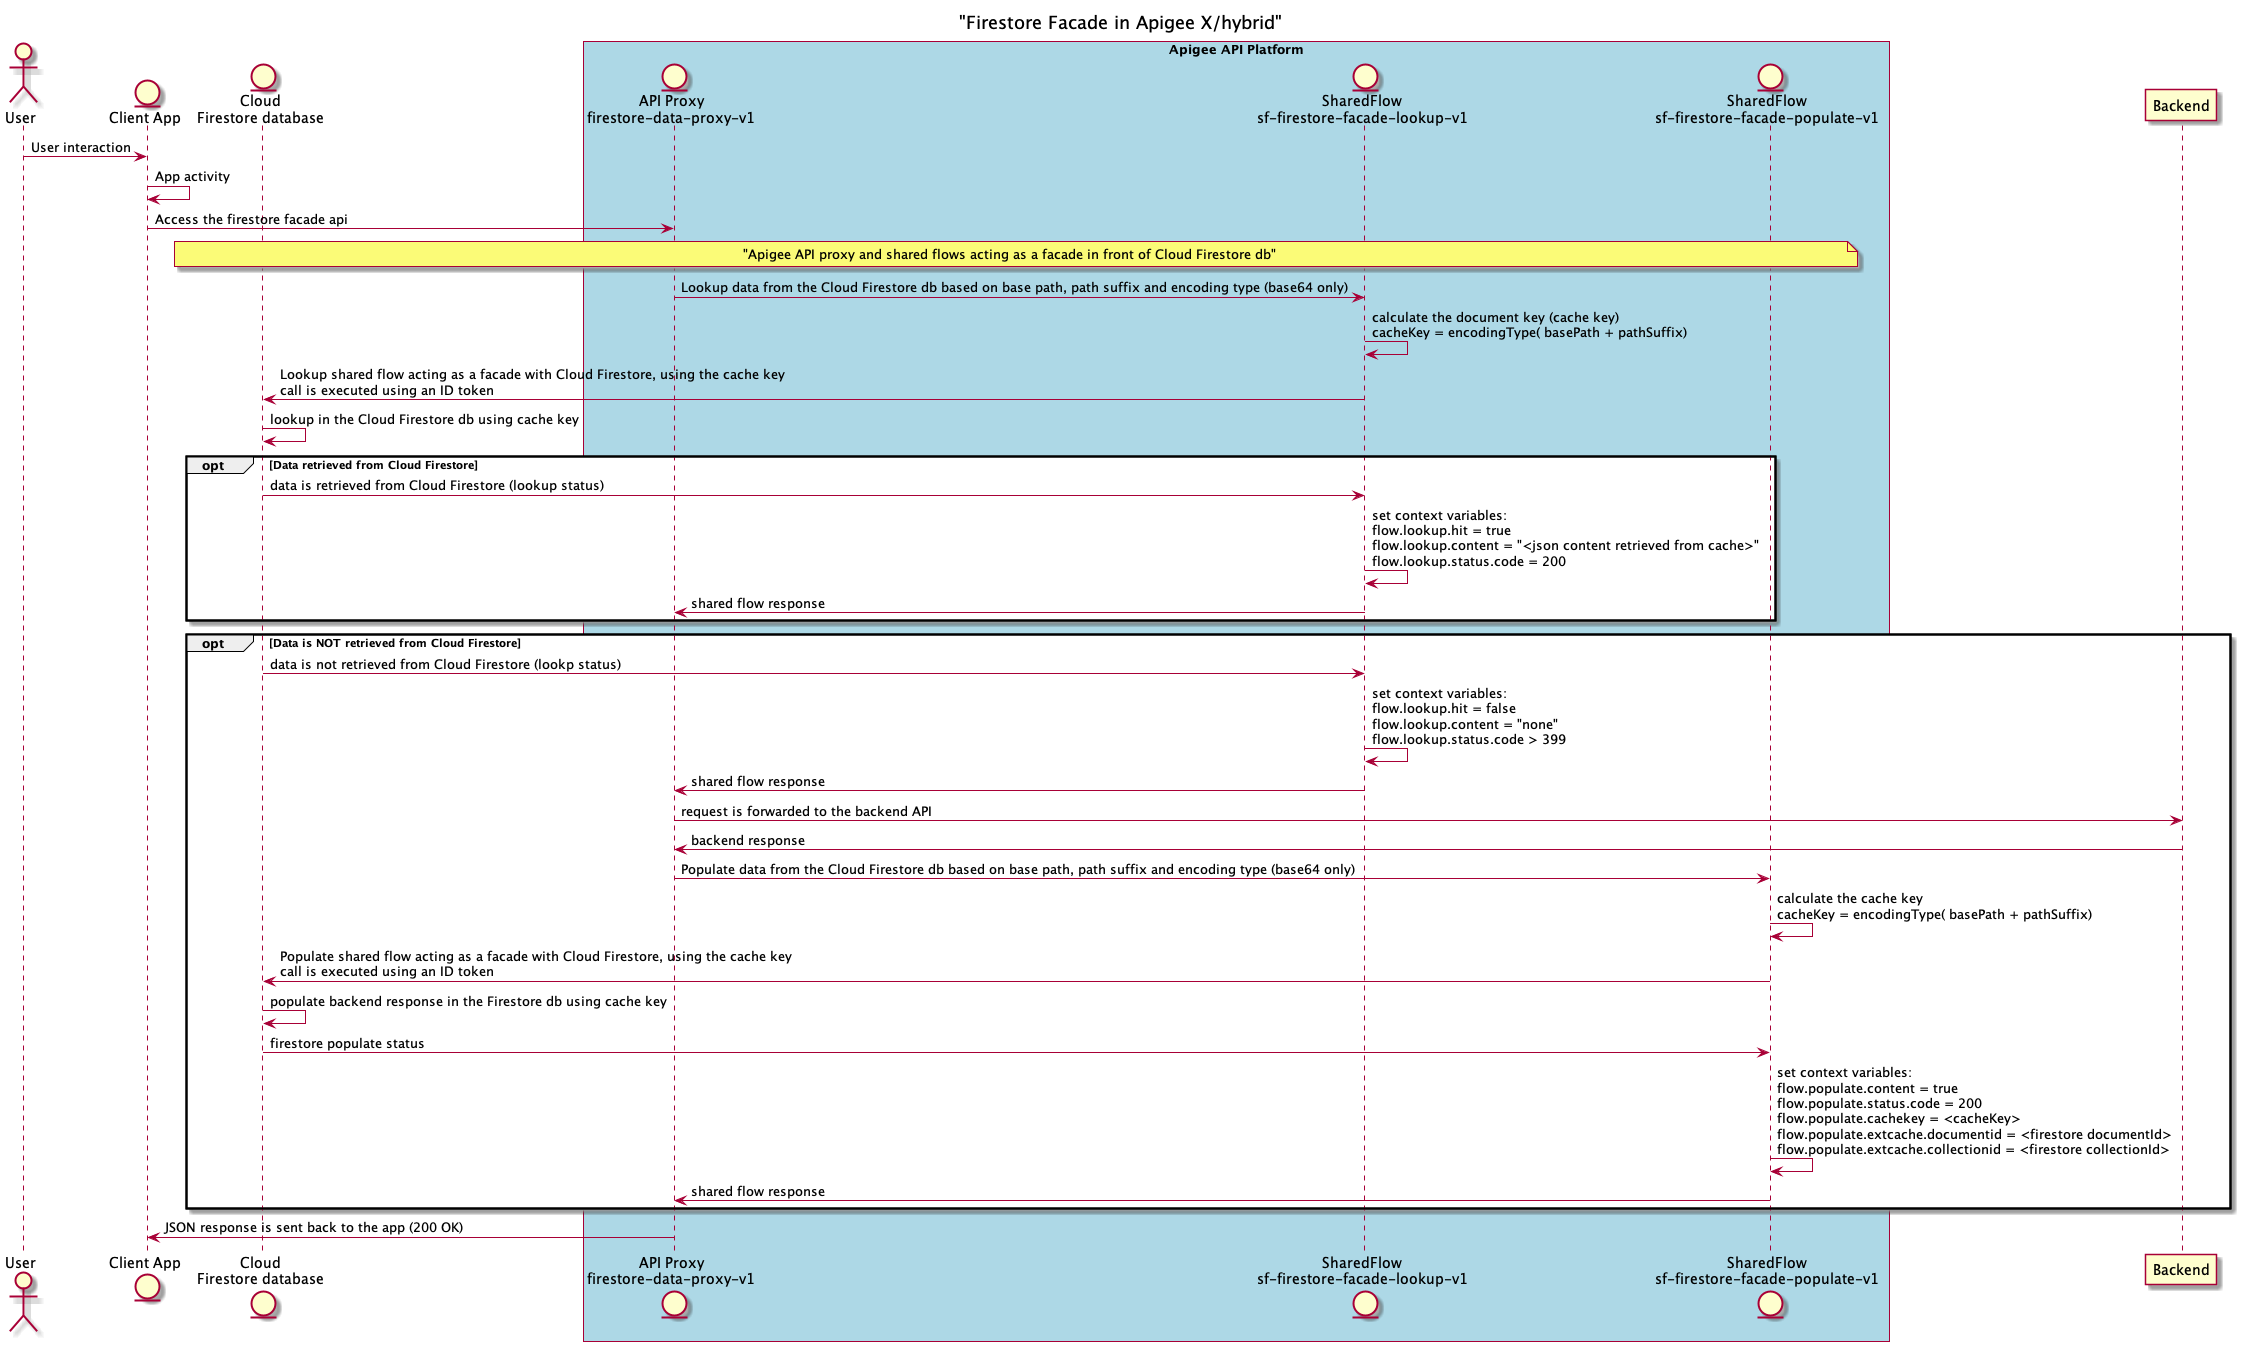 "Firestore Facade in Apigee X/hybrid"
Apigee API Platform
User
Client App
Cloud
Firestore database
API Proxy
firestore-data-proxy-v1
SharedFlow
sf-firestore-facade-lookup-v1
SharedFlow
sf-firestore-facade-populate-v1
Backend
User interaction
App activity
Access the firestore facade api
"Apigee API proxy and shared flows acting as a facade in front of Cloud Firestore db"
Lookup data from the Cloud Firestore db based on base path, path suffix and encoding type (base64 only)
calculate the document key (cache key)
cacheKey = encodingType( basePath + pathSuffix)
Lookup shared flow acting as a facade with Cloud Firestore, using the cache key
call is executed using an ID token
lookup in the Cloud Firestore db using cache key
opt [Data retrieved from Cloud Firestore]
data is retrieved from Cloud Firestore (lookup status)
set context variables:
flow.lookup.hit = true
flow.lookup.content = "<json content retrieved from cache>"
flow.lookup.status.code = 200
shared flow response
opt [Data is NOT retrieved from Cloud Firestore]
data is not retrieved from Cloud Firestore (lookp status)
set context variables:
flow.lookup.hit = false
flow.lookup.content = "none"
flow.lookup.status.code > 399
shared flow response
request is forwarded to the backend API
backend response
Populate data from the Cloud Firestore db based on base path, path suffix and encoding type (base64 only)
calculate the cache key
cacheKey = encodingType( basePath + pathSuffix)
Populate shared flow acting as a facade with Cloud Firestore, using the cache key
call is executed using an ID token
populate backend response in the Firestore db using cache key
firestore populate status
set context variables:
flow.populate.content = true
flow.populate.status.code = 200
flow.populate.cachekey = <cacheKey>
flow.populate.extcache.documentid = <firestore documentId>
flow.populate.extcache.collectionid = <firestore collectionId>
shared flow response
JSON response is sent back to the app (200 OK)
User
Client App
Cloud
Firestore database
API Proxy
firestore-data-proxy-v1
SharedFlow
sf-firestore-facade-lookup-v1
SharedFlow
sf-firestore-facade-populate-v1
Backend